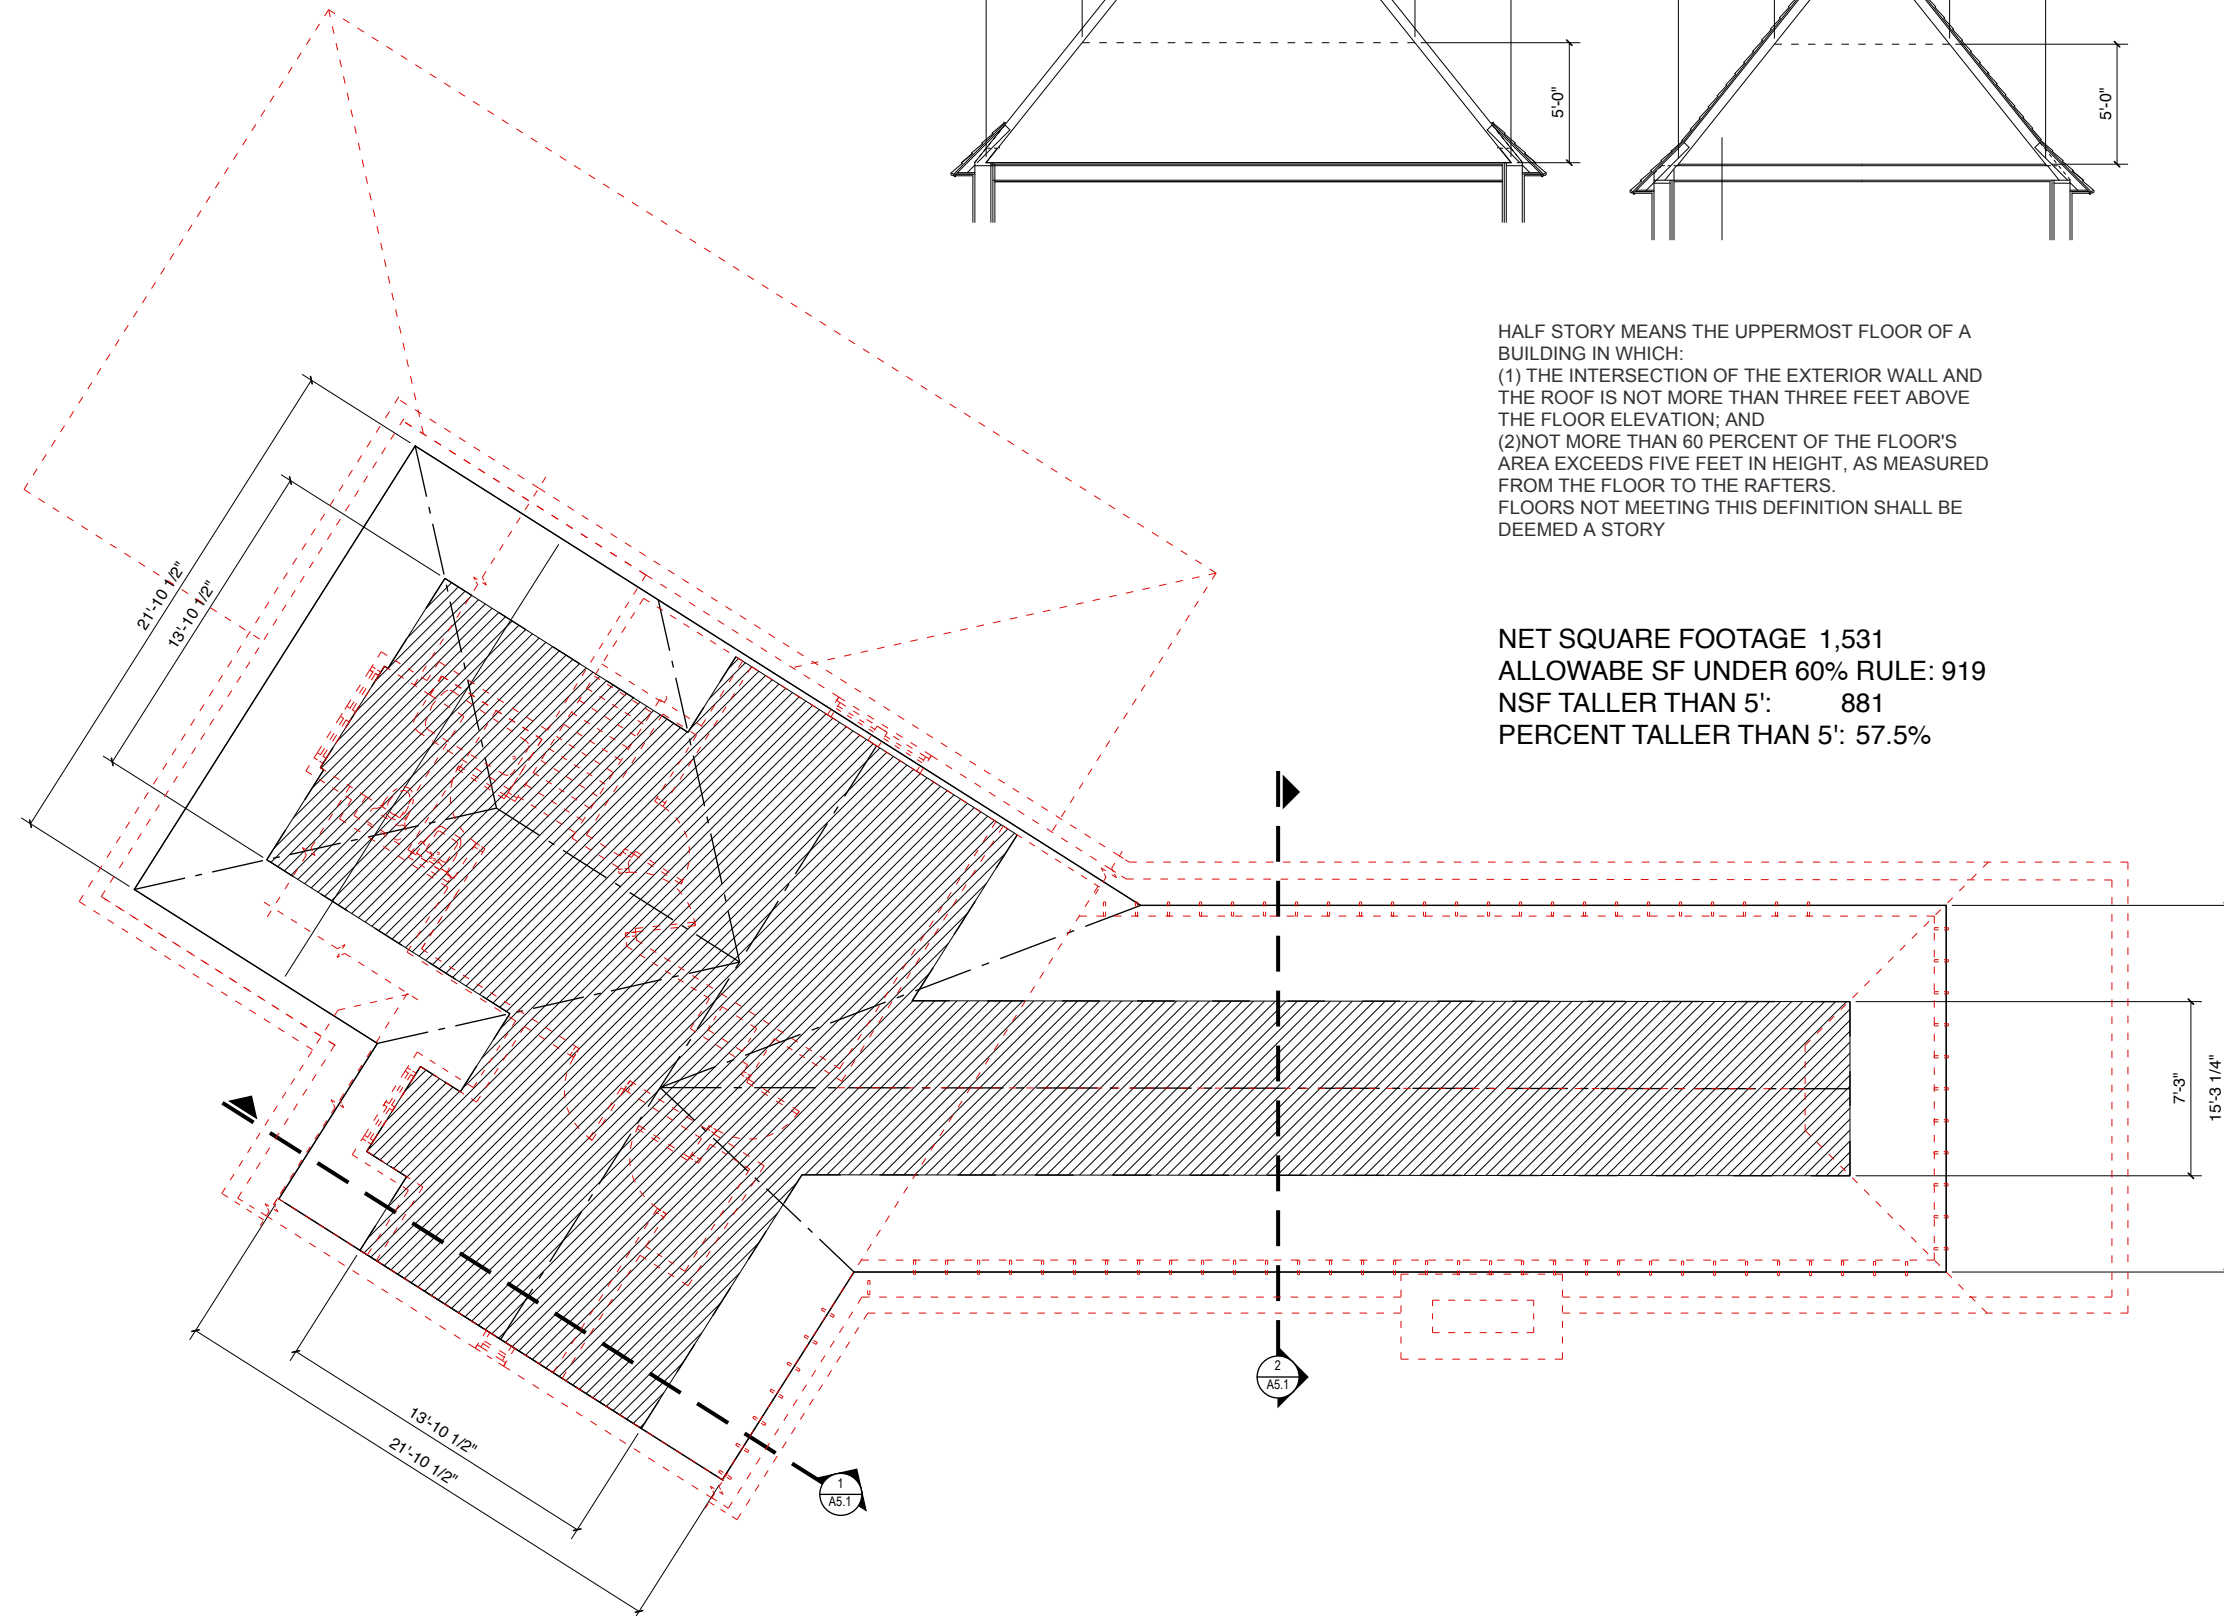 5'-0"
5'-0"
HALF STORY MEANS THE UPPERMOST FLOOR OF A
BUILDING IN WHICH:
(1) THE INTERSECTION OF THE EXTERIOR WALL AND
THE ROOF IS NOT MORE THAN THREE FEET ABOVE
THE FLOOR ELEVATION; AND
(2)NOT MORE THAN 60 PERCENT OF THE FLOOR'S
AREA EXCEEDS FIVE FEET IN HEIGHT, AS MEASURED
FROM THE FLOOR TO THE RAFTERS.
FLOORS NOT MEETING THIS DEFINITION SHALL BE
DEEMED A STORY
21'-10 1/2"
13'-10 1/2"
NET SQUARE FOOTAGE 1,531
ALLOWABE SF UNDER 60% RULE: 919
NSF TALLER THAN 5': 881
PERCENT TALLER THAN 5': 57.5%
7'-3"
15'-3 1/4"
2
A5.1
13'-10 1/2"
21'-10 1/2"
1
A5.1